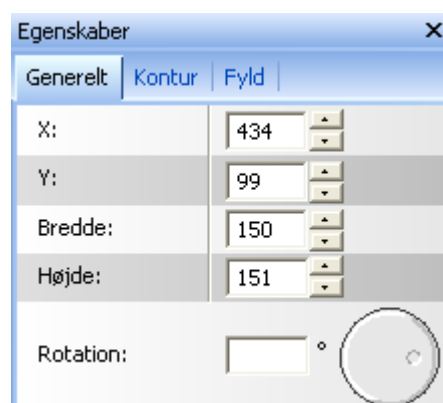 Egenskaber
Generelt Kontur Fyld
X: 434
Y: 99
Bredde: 150
Højde: 151
Rotation: °